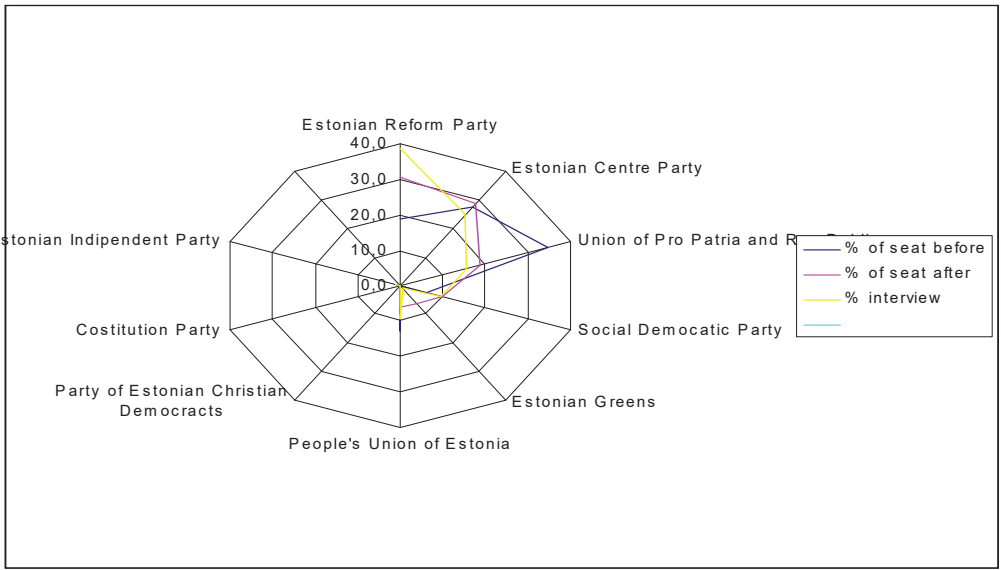 Estonian Reform Party
40,0
Estonian Centre Party
30,0
20,0
stonian Indipendent Party
Union of Pro Patria and
% of seat before
10,0
% of seat after
0,0
% interview
Costitution Party
Social Democatic Party
Party of Estonian Christian
Democracts
Estonian Greens
People's Union of Estonia